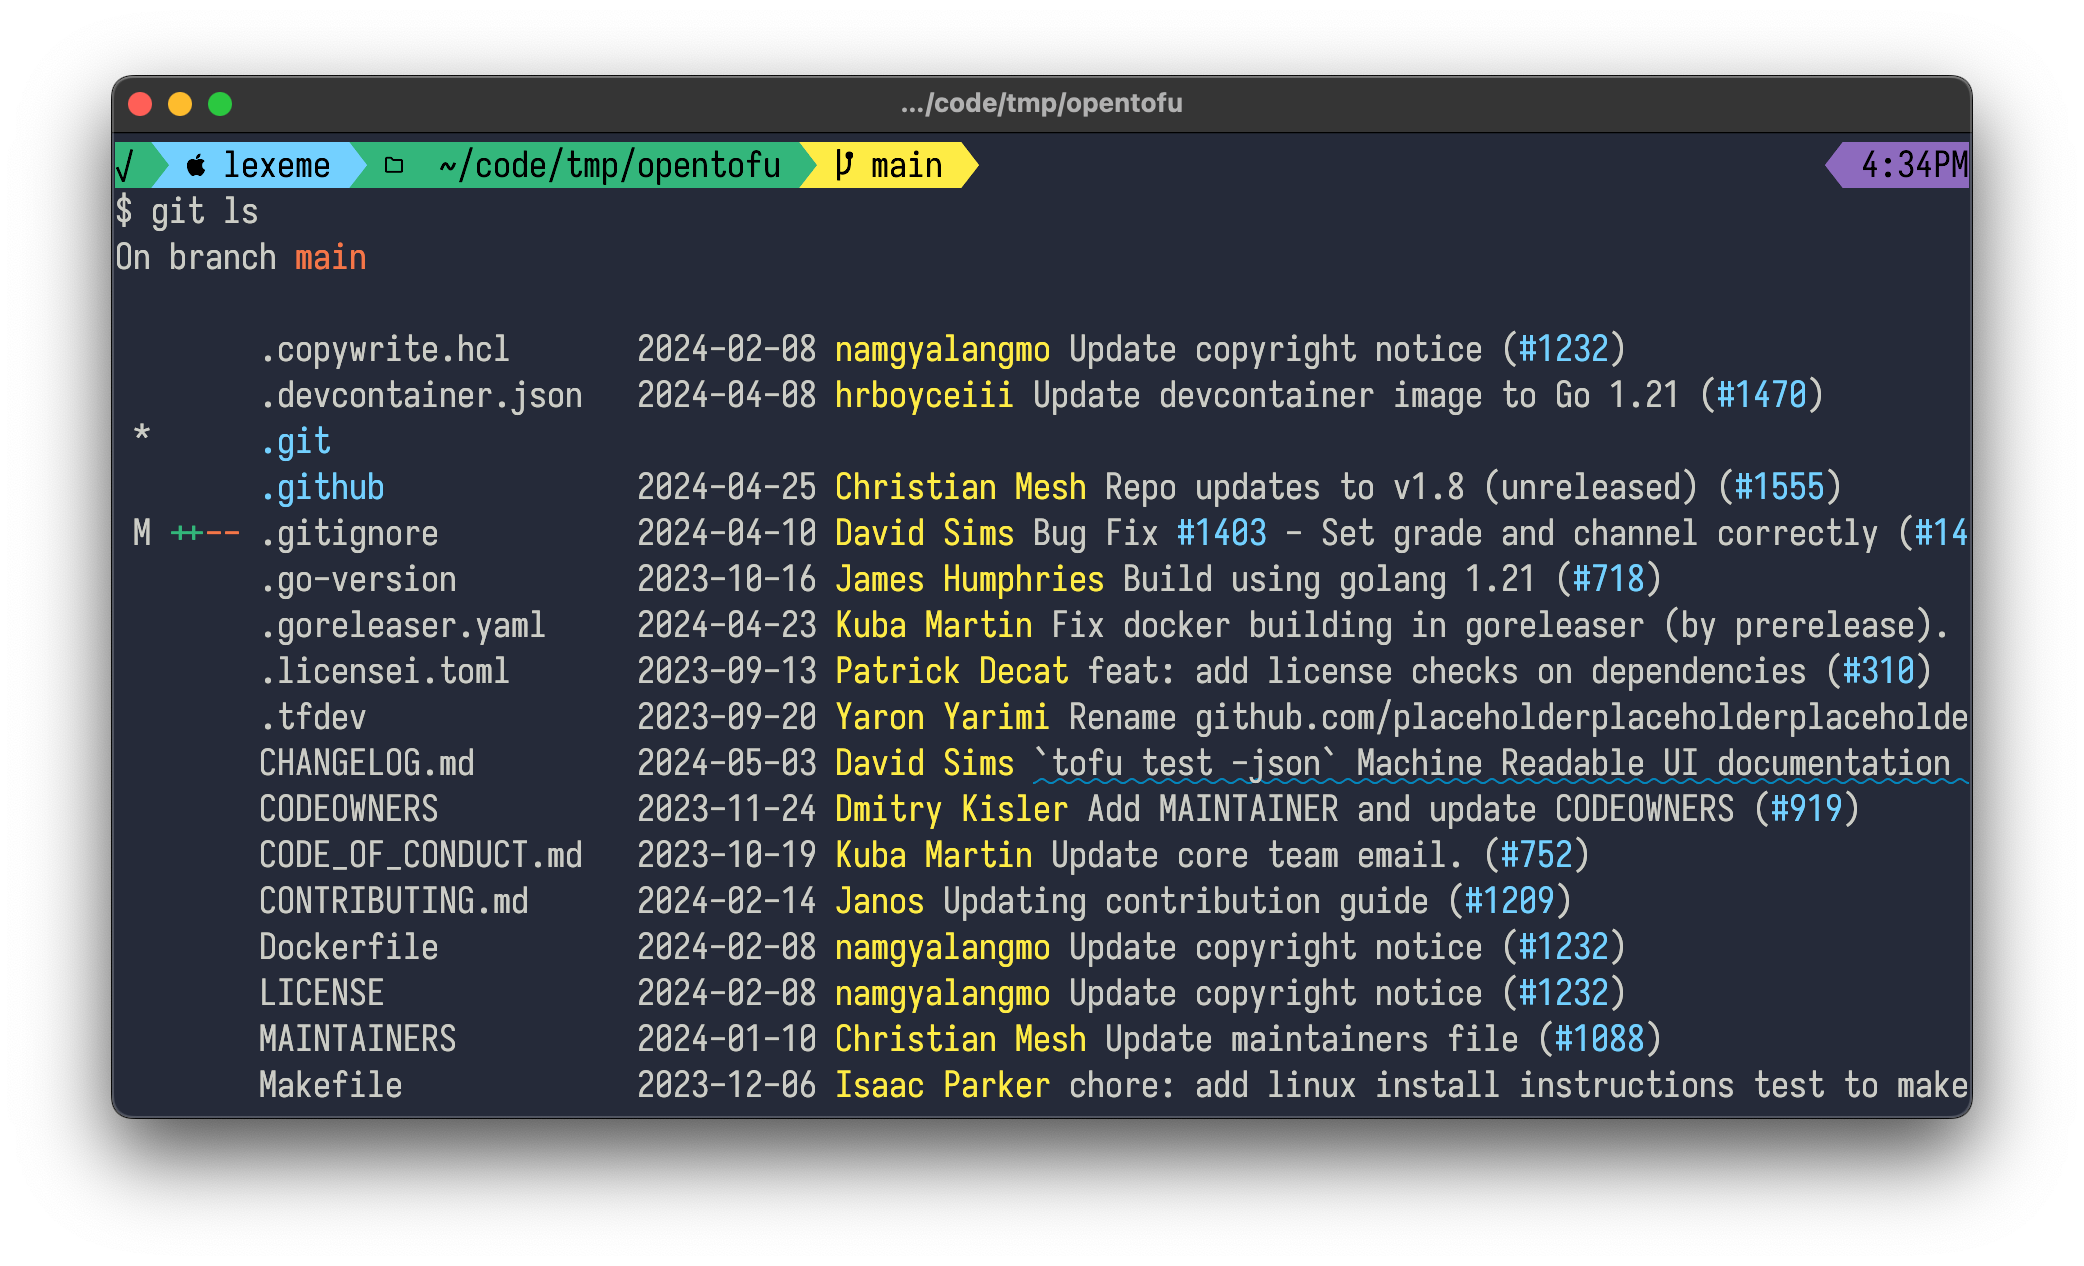 .../code/tmp/opentofu
√ lexeme ~/code/tmp/opentofu main 4:34PM
$ git ls
On branch main
.copywrite.hcl 2024-02-08 namgyalangmo Update copyright notice (#1232)
.devcontainer.json 2024-04-08 hrboyceiii Update devcontainer image to Go 1.21 (#1470)
* .git
.github 2024-04-25 Christian Mesh Repo updates to v1.8 (unreleased) (#1555)
M ++-- .gitignore 2024-04-10 David Sims Bug Fix #1403 - Set grade and channel correctly (#14
.go-version 2023-10-16 James Humphries Build using golang 1.21 (#718)
.goreleaser.yaml 2024-04-23 Kuba Martin Fix docker building in goreleaser (by prerelease).
.licensei.toml 2023-09-13 Patrick Decat feat: add license checks on dependencies (#310)
.tfdev 2023-09-20 Yaron Yarimi Rename github.com/placeholderplaceholderplaceholde
CHANGELOG.md 2024-05-03 David Sims `tofu test -json` Machine Readable UI documentation
CODEOWNERS 2023-11-24 Dmitry Kisler Add MAINTAINER and update CODEOWNERS (#919)
CODE_OF_CONDUCT.md 2023-10-19 Kuba Martin Update core team email. (#752)
CONTRIBUTING.md 2024-02-14 Janos Updating contribution guide (#1209)
Dockerfile 2024-02-08 namgyalangmo Update copyright notice (#1232)
LICENSE 2024-02-08 namgyalangmo Update copyright notice (#1232)
MAINTAINERS 2024-01-10 Christian Mesh Update maintainers file (#1088)
Makefile 2023-12-06 Isaac Parker chore: add linux install instructions test to make